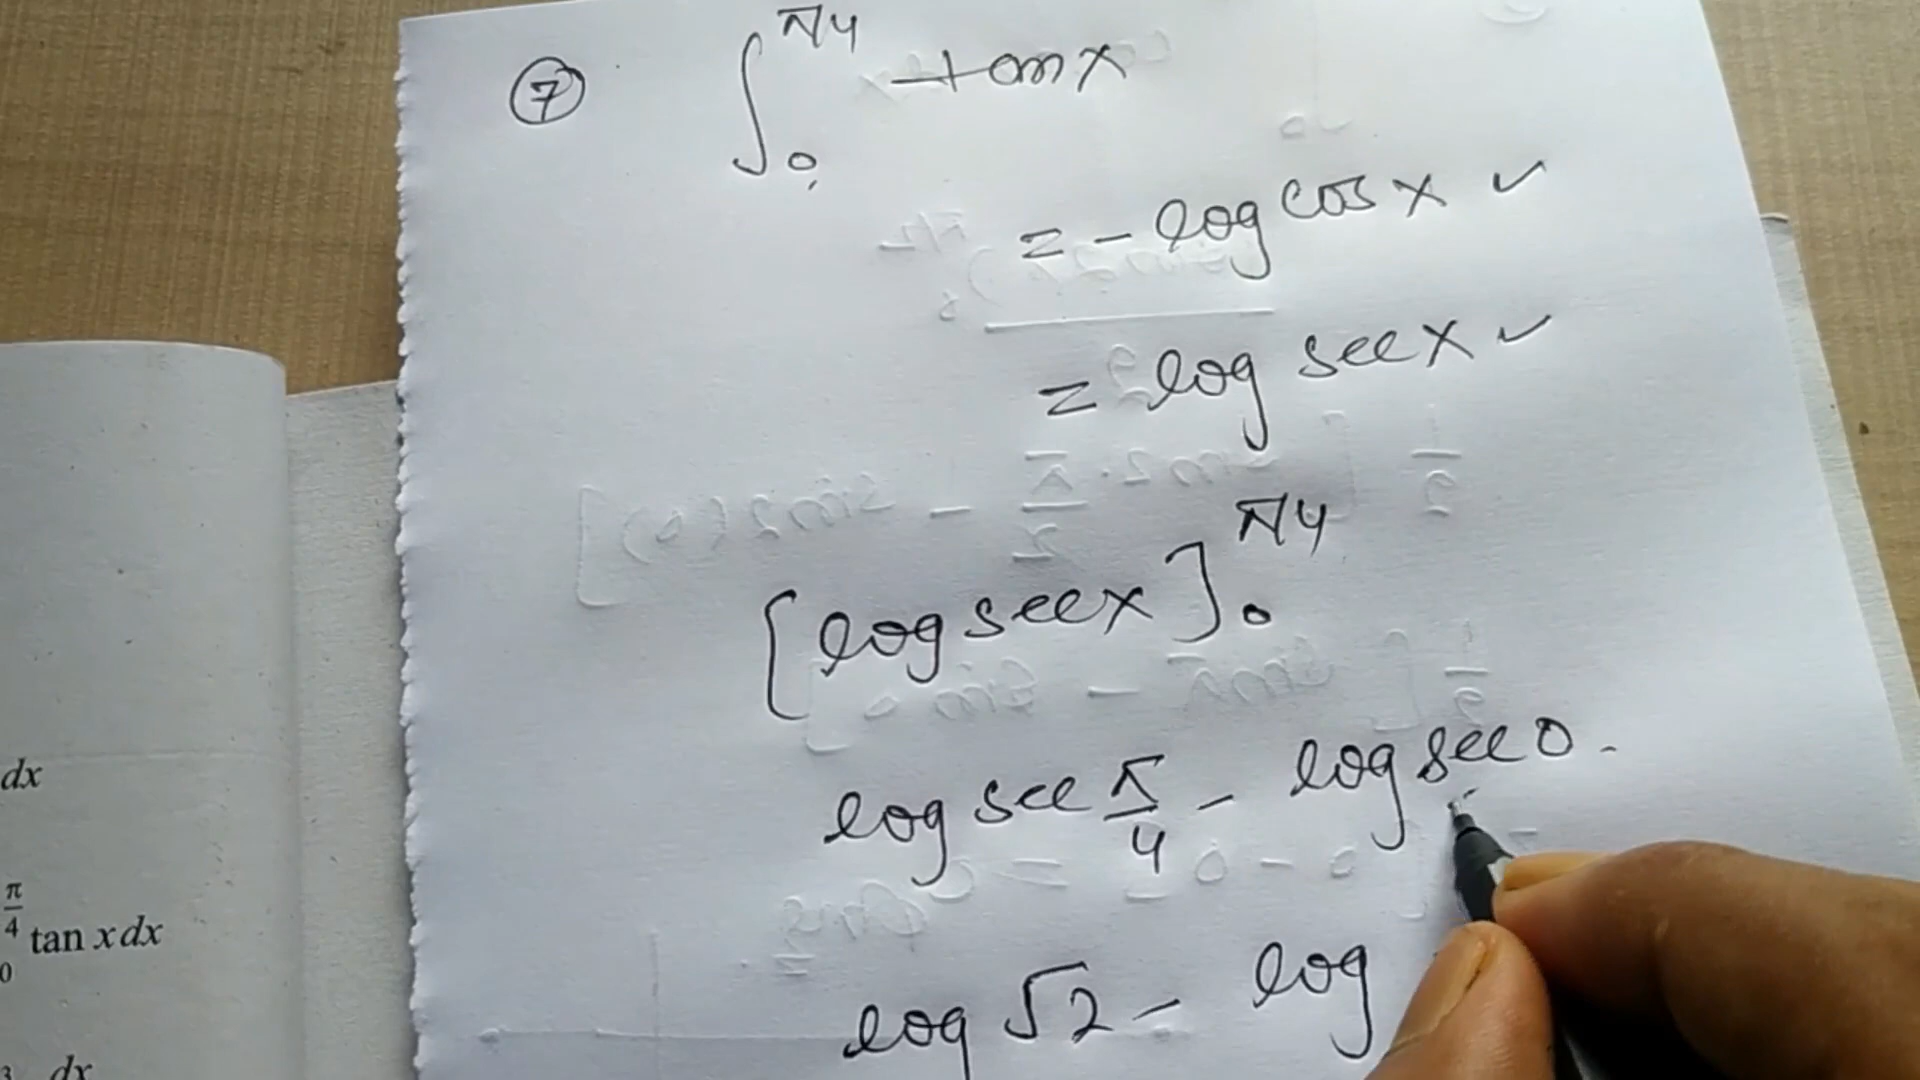 ⑦ ∫₀^π/4 tan x
= - log cos x ✓
= log sec x ✓
[log sec x]₀^π/4
log sec π/4 - log sec 0.
log √2 - log
dx
π/4
0 tan x dx
3 dx